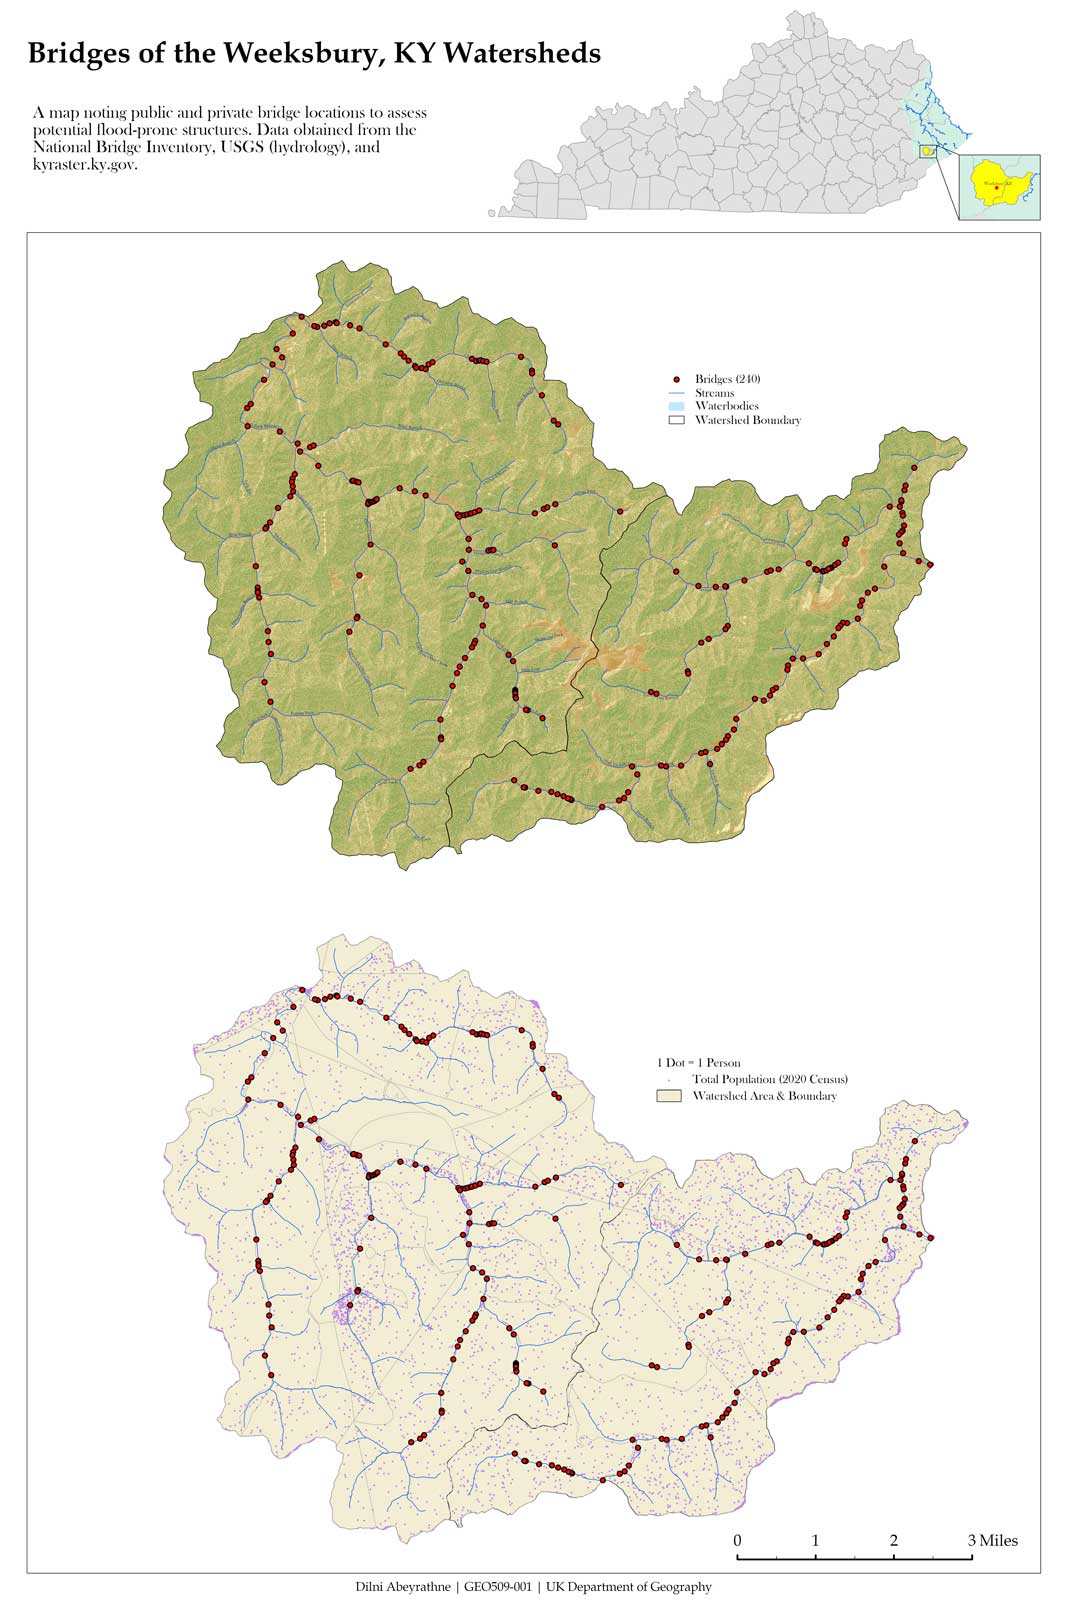 Bridges of the Weeksbury, KY Watersheds
A map noting public and private bridge locations to assess
potential flood-prone structures. Data obtained from the
National Bridge Inventory, USGS (hydrology), and
kyraster.ky.gov.
Weeksbury, KY
Bridges (240)
Streams
Waterbodies
Watershed Boundary
1 Dot = 1 Person
Total Population (2020 Census)
Watershed Area & Boundary
0 1 2 3 Miles
Dilni Abeyrathne | GEO509-001 | UK Department of Geography